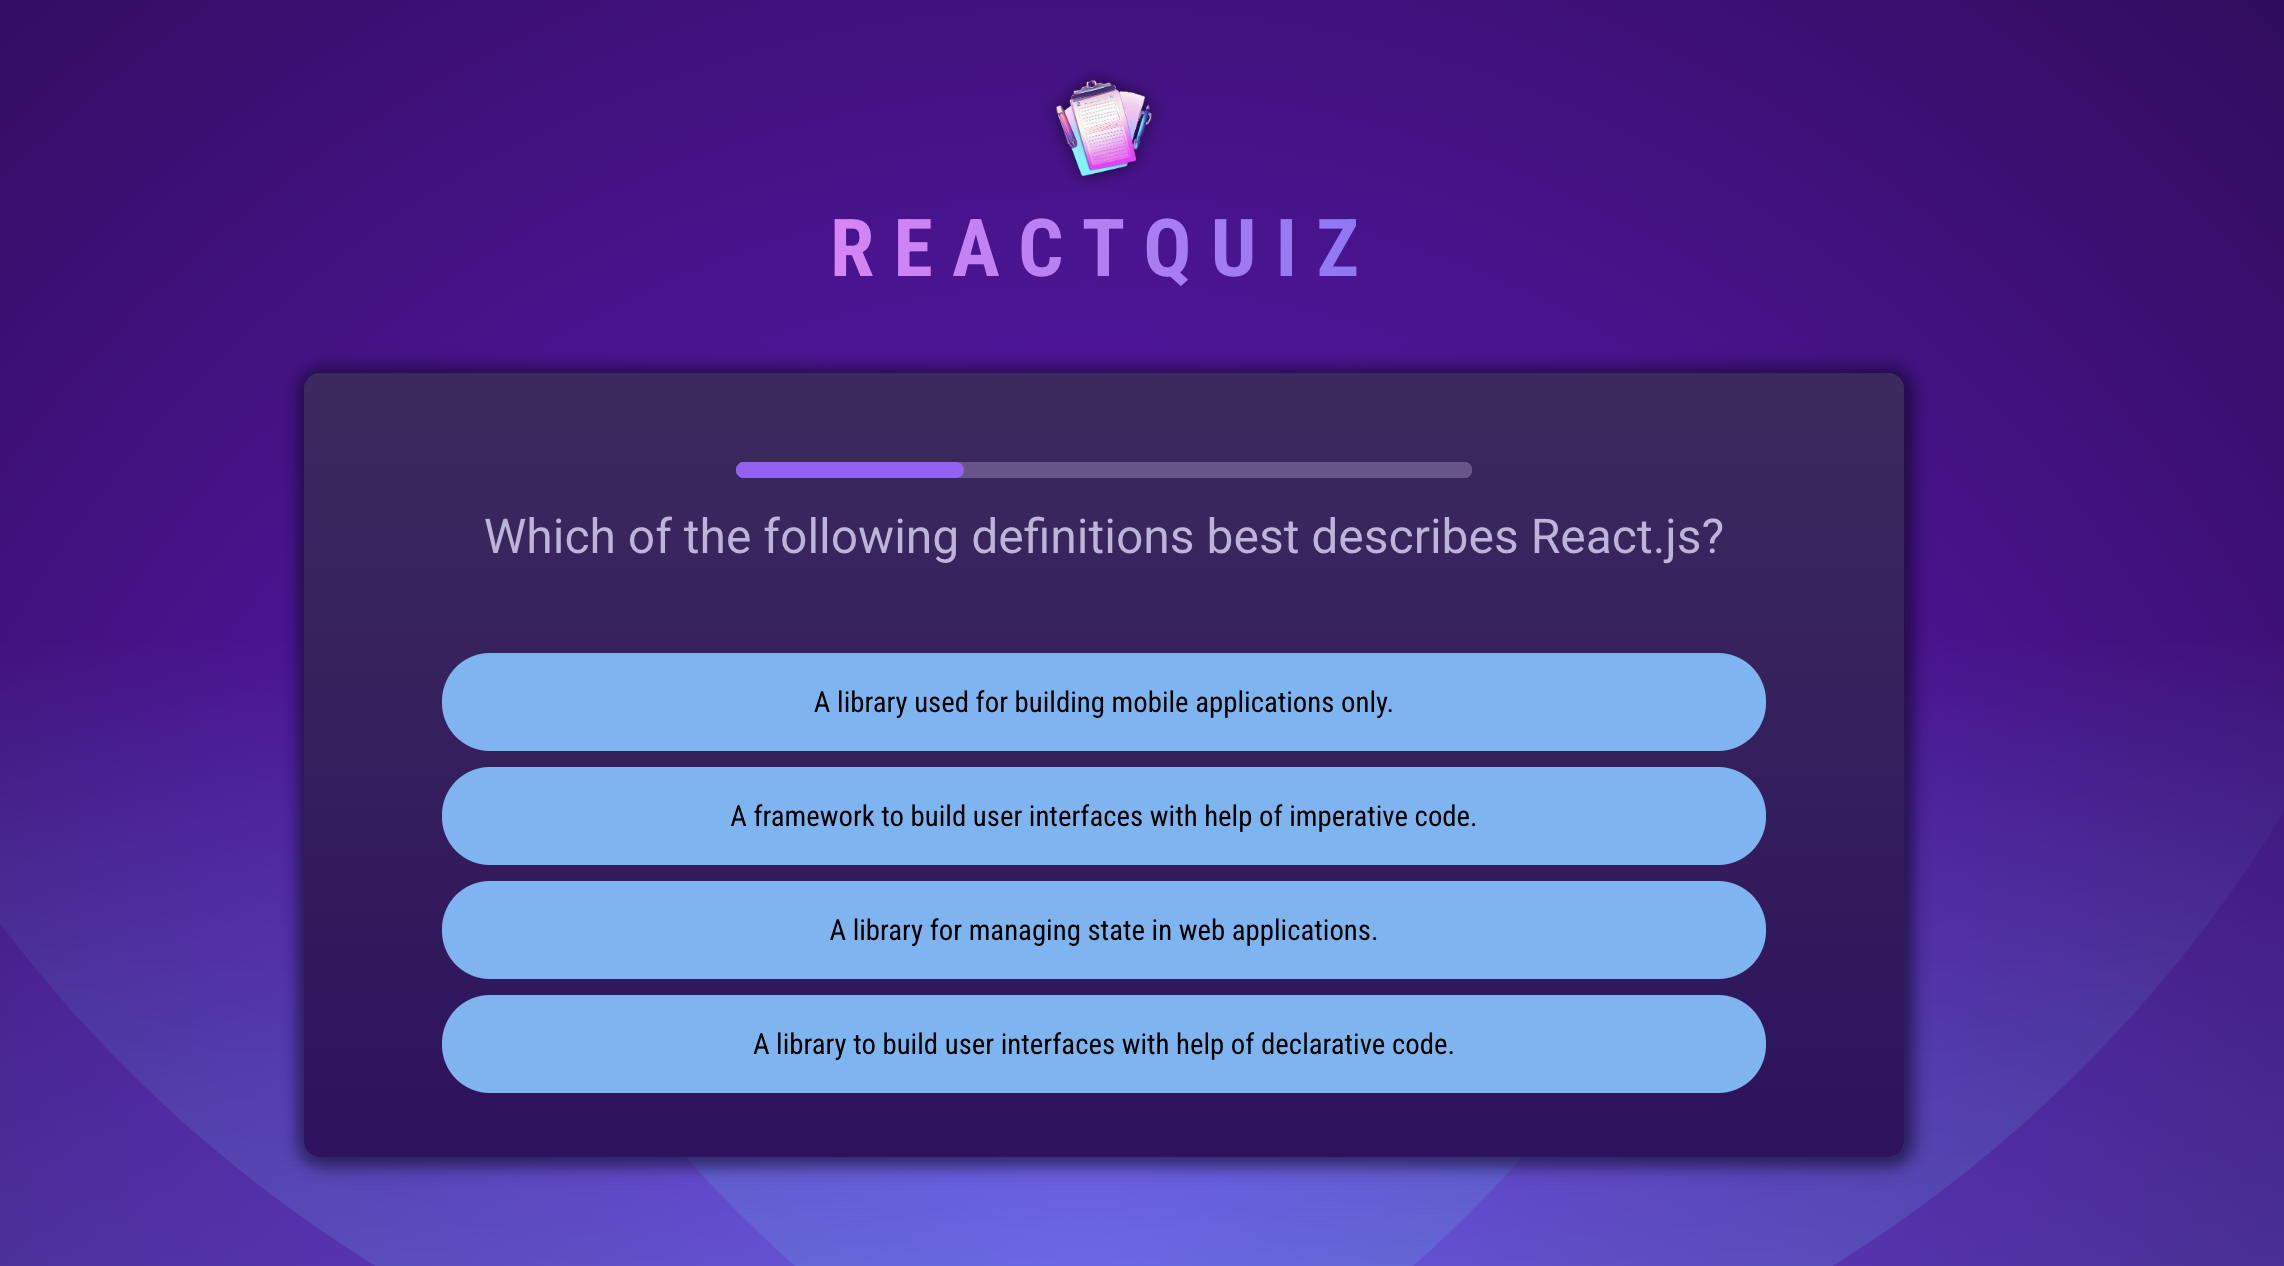 REACTQUIZ
Which of the following definitions best describes React.js?
A library used for building mobile applications only.
A framework to build user interfaces with help of imperative code.
A library for managing state in web applications.
A library to build user interfaces with help of declarative code.